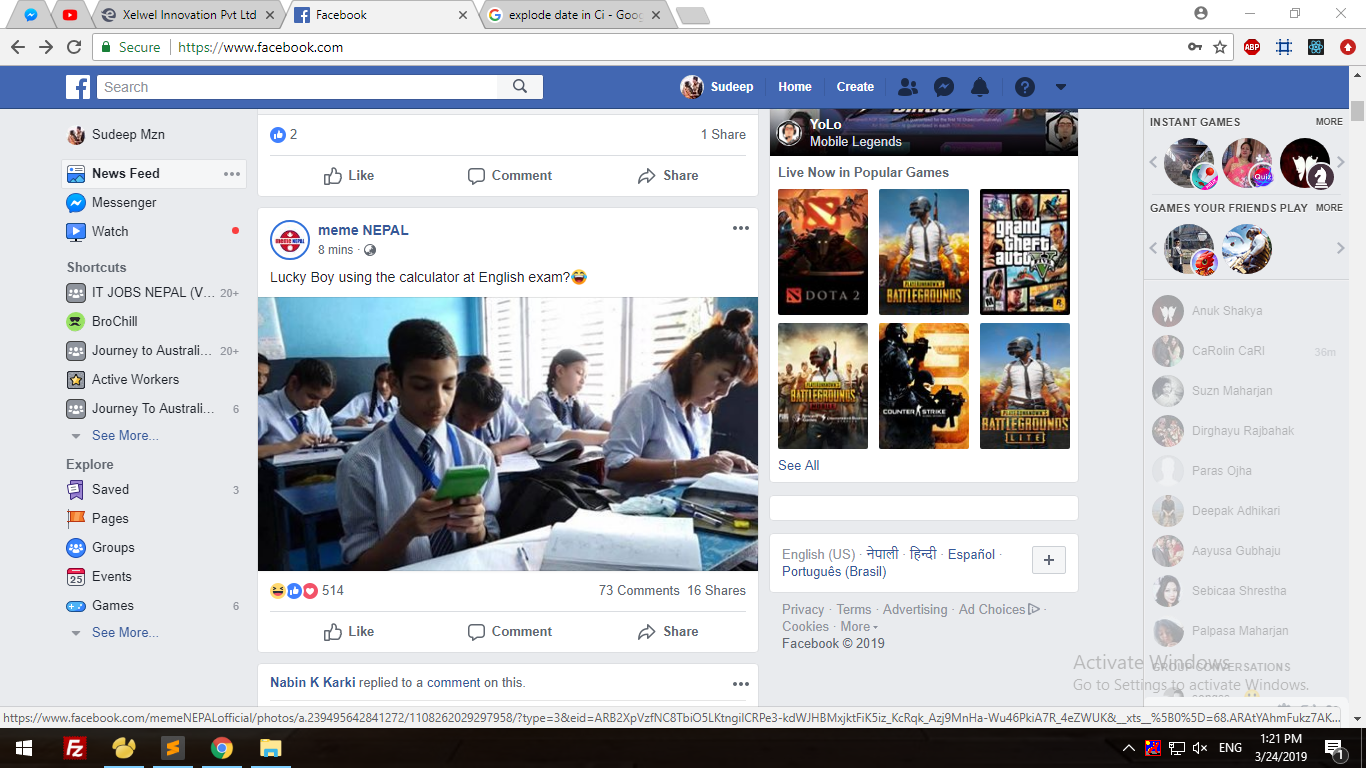 Xelwel Innovation Pvt Ltd
Facebook
explode date in Ci - Goog
Secure
https://www.facebook.com
ABP
Search
Sudeep
Home
Create
Sudeep Mzn
News Feed
Messenger
Watch
Shortcuts
IT JOBS NEPAL (V... 20+
BroChill
Journey to Australi... 20+
Active Workers
Journey To Australi... 6
See More...
Explore
Saved 3
Pages
Groups
Events
Games 6
See More...
2
1 Share
Like Comment Share
meme NEPAL
8 mins ·
Lucky Boy using the calculator at English exam?😂
514
73 Comments 16 Shares
Like Comment Share
Nabin K Karki replied to a comment on this.
YoLo
Mobile Legends
Live Now in Popular Games
DOTA 2
PLAYERUNKNOWN'S
BATTLEGROUNDS
grand
theft
auto
V
PLAYERUNKNOWN'S
BATTLEGROUNDS
COUNTER STRIKE
PLAYERUNKNOWN'S
BATTLEGROUNDS
LITE
See All
English (US) · नेपाली · हिन्दी · Español ·
Português (Brasil)
Privacy · Terms · Advertising · Ad Choices ·
Cookies · More
Facebook © 2019
INSTANT GAMES MORE
Quiz
GAMES YOUR FRIENDS PLAY MORE
Anuk Shakya
CaRolin CaRl 36m
Suzn Maharjan
Dirghayu Rajbahak
Paras Ojha
Deepak Adhikari
Aayusa Gubhaju
Sebicaa Shrestha
Palpasa Maharjan
GROUP CONVERSATIONS
Activate Windows
Go to Settings to activate Windows.
https://www.facebook.com/memeNEPALofficial/photos/a.239495642841272/1108262029297958/?type=3&eid=ARB2XpVzfNC8TbiO5LKtngiICRPe3-kdWJHBMxjktFiK5iz_KcRqk_Azj9MnHa-Wu46PkiA7R_4eZWUK&__xts__%5B0%5D=68.ARAtYAhmFukz7AK...
ENG
1:21 PM
3/24/2019
1